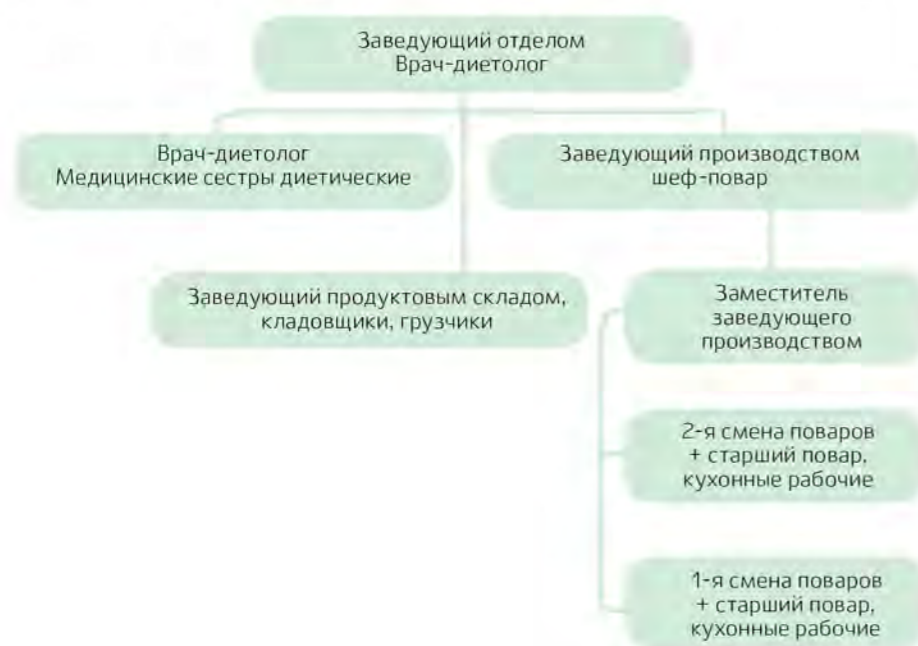 Заведующий отделом
Врач-диетолог
Врач-диетолог
Медицинские сестры диетические
Заведующий производством
шеф-повар
Заведующий продуктовым складом,
кладовщики, грузчики
Заместитель
заведующего
производством
2-я смена поваров
+ старший повар,
кухонные рабочие
1-я смена поваров
+ старший повар,
кухонные рабочие